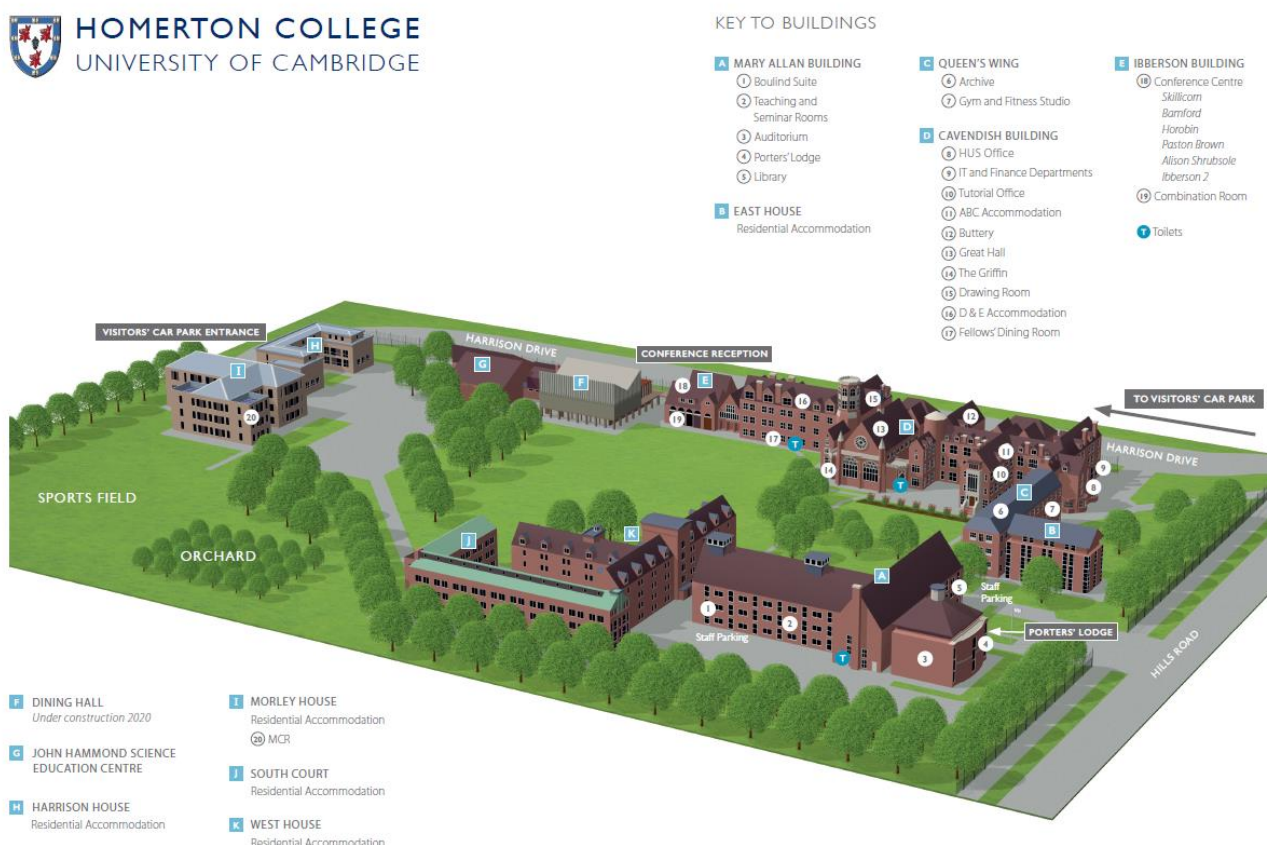 HOMERTON COLLEGE
UNIVERSITY OF CAMBRIDGE
KEY TO BUILDINGS
A MARY ALLAN BUILDING
1 Boulind Suite
2 Teaching and
Seminar Rooms
3 Auditorium
4 Porters' Lodge
5 Library
B EAST HOUSE
Residential Accommodation
C QUEEN'S WING
6 Archive
7 Gym and Fitness Studio
D CAVENDISH BUILDING
8 HUS Office
9 IT and Finance Departments
10 Tutorial Office
11 ABC Accommodation
12 Buttery
13 Great Hall
14 The Griffin
15 Drawing Room
16 D & E Accommodation
17 Fellows' Dining Room
E IBBERSON BUILDING
18 Conference Centre
Skillicorn
Bamford
Horobin
Paston Brown
Alison Shrubsole
Ibberson 2
19 Combination Room
T Toilets
VISITORS' CAR PARK ENTRANCE
HARRISON DRIVE
CONFERENCE RECEPTION
TO VISITORS' CAR PARK
HARRISON DRIVE
H
I
20
G
F
18
E
19
16
15
17
T
13
D
14
T
12
11
10
9
8
C
6
7
B
SPORTS FIELD
ORCHARD
K
J
A
1
2
3
4
5
T
Staff
Parking
Staff Parking
PORTERS' LODGE
HILLS ROAD
F DINING HALL
Under construction 2020
G JOHN HAMMOND SCIENCE
EDUCATION CENTRE
H HARRISON HOUSE
Residential Accommodation
I MORLEY HOUSE
Residential Accommodation
20 MCR
J SOUTH COURT
Residential Accommodation
K WEST HOUSE
Residential Accommodation